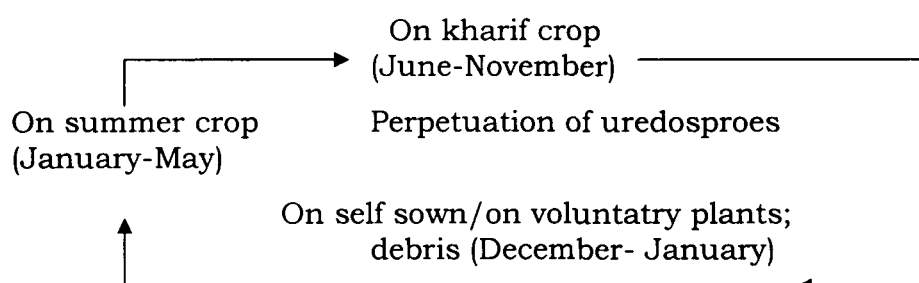 On kharif crop
(June-November)
On summer crop
(January-May)
Perpetuation of uredosproes
On self sown/on voluntatry plants;
debris (December- January)